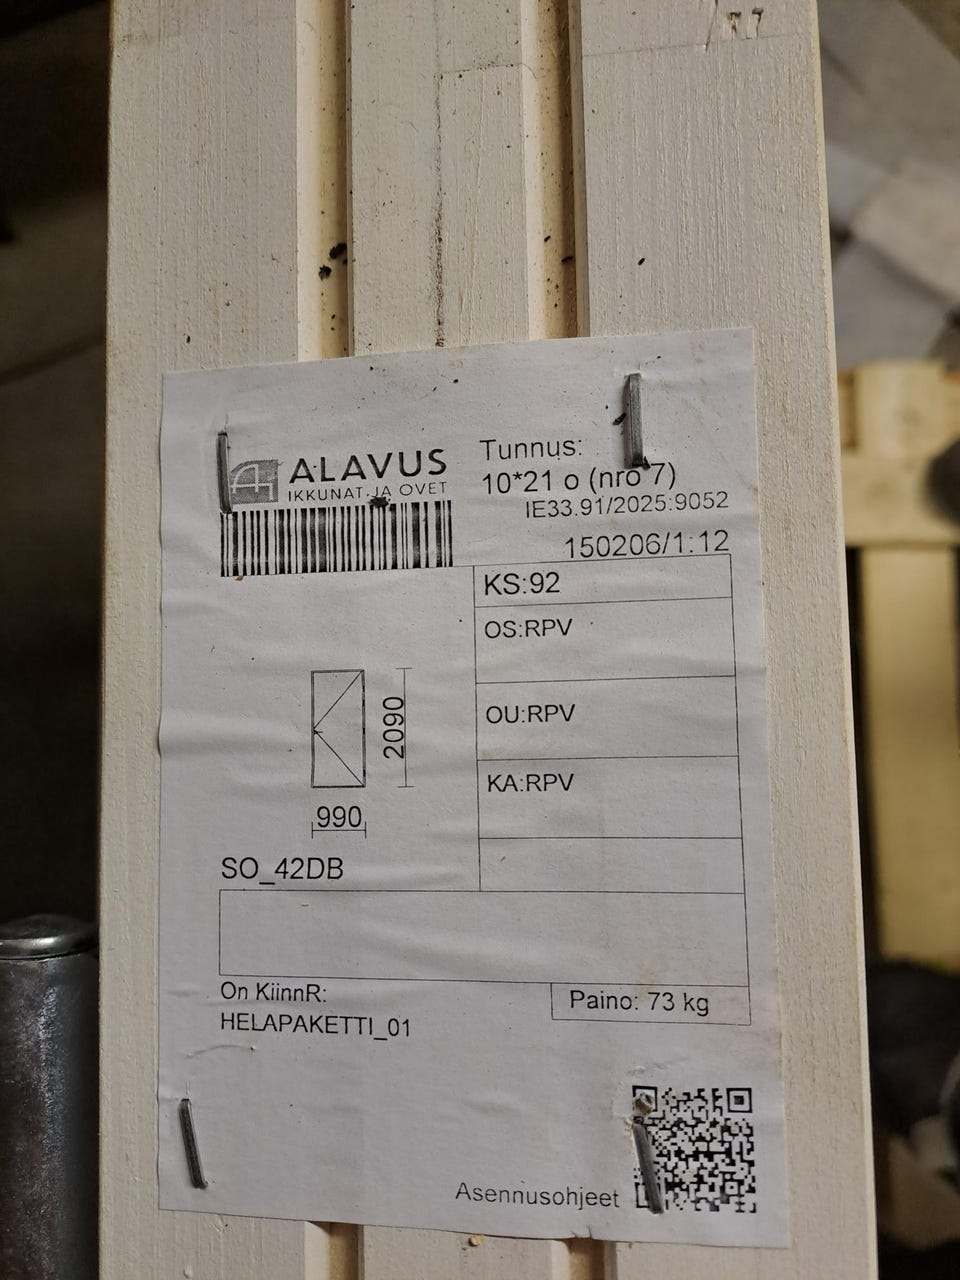 ALAVUS
IKKUNAT JA OVET
Tunnus:
10*21 o (nro 7)
IE33.91/2025:9052
150206/1:12
KS:92
OS:RPV
OU:RPV
KA:RPV
2090
990
SO_42DB
On KiinnR:
HELAPAKETTI_01
Paino: 73 kg
Asennusohjeet